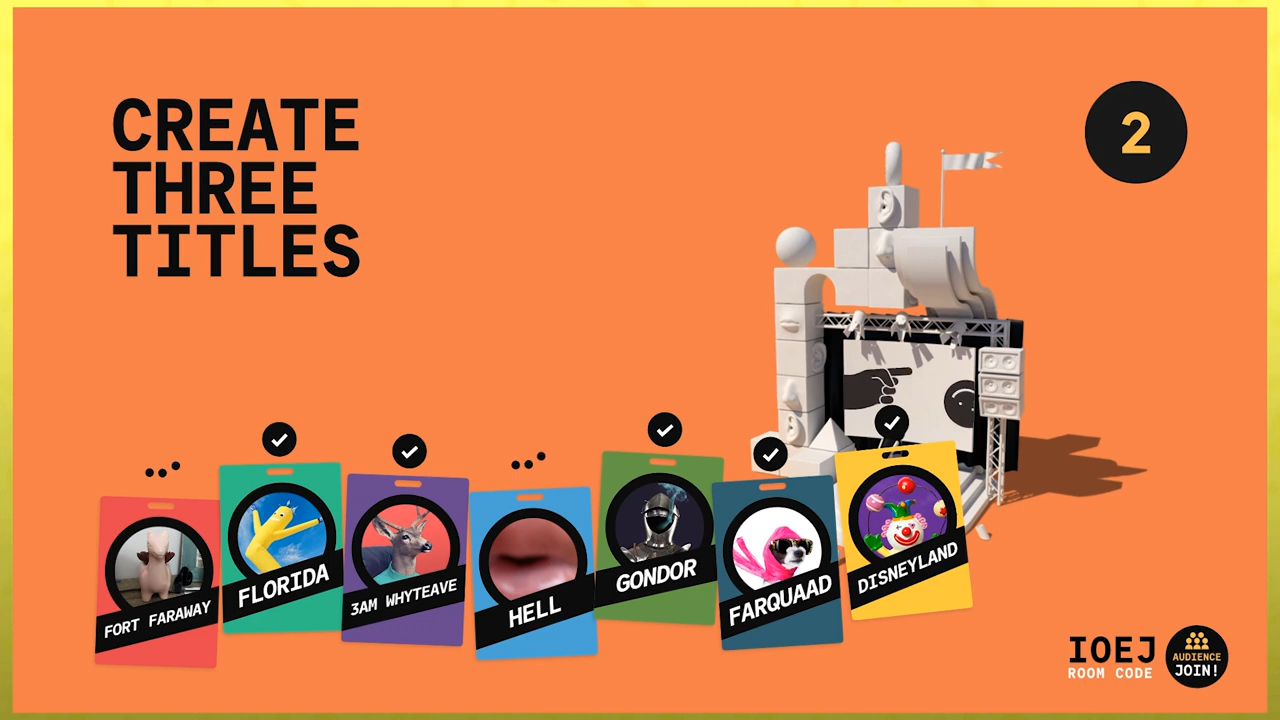 CREATE
THREE
TITLES
2
FORT FARAWAY
FLORIDA
3AM WHYTEAVE
HELL
GONDOR
FARQUAAD
DISNEYLAND
IOEJ
ROOM CODE
AUDIENCE
JOIN!